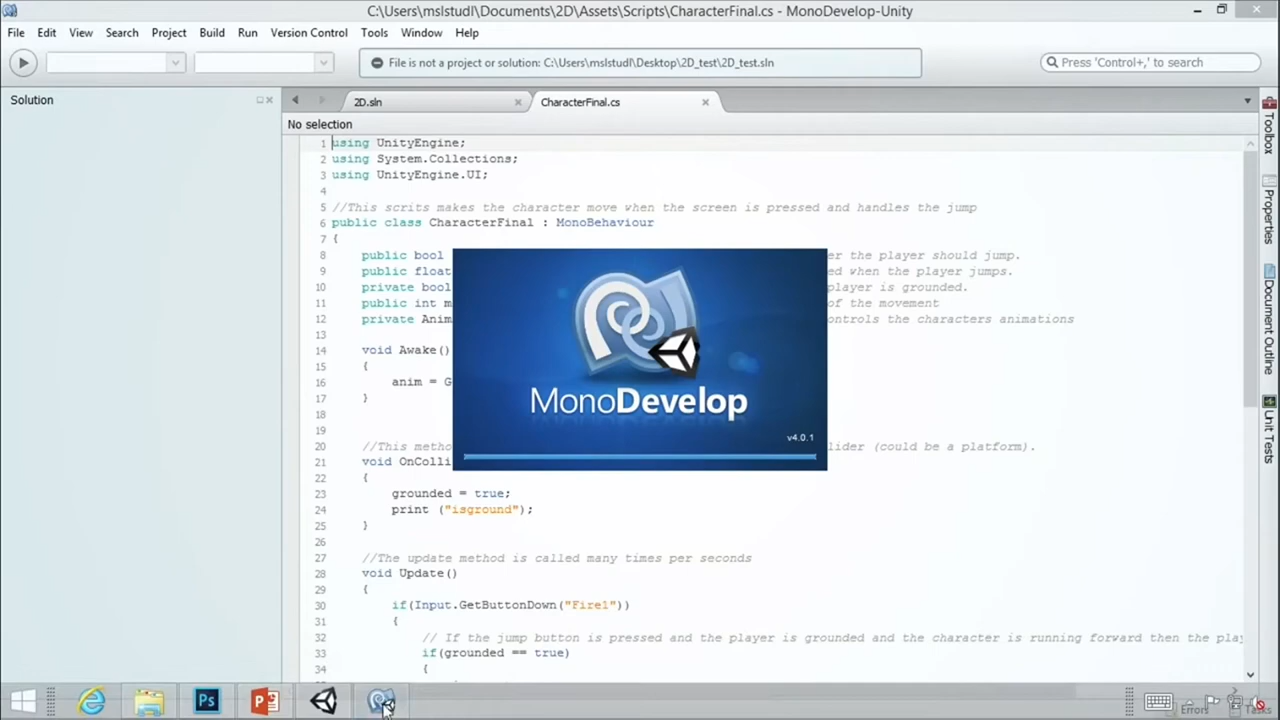 C:\Users\mslstudl\Documents\2D\Assets\Scripts\CharacterFinal.cs - MonoDevelop-Unity
File Edit View Search Project Build Run Version Control Tools Window Help
File is not a project or solution: C:\Users\mslstudl\Desktop\2D_test\2D_test.sln
Press 'Control+,' to search
Solution
2D.sln
CharacterFinal.cs
No selection
1 using UnityEngine;
2 using System.Collections;
3 using UnityEngine.UI;
4
5 //This scrits makes the character move when the screen is pressed and handles the jump
6 public class CharacterFinal : MonoBehaviour
7 {
8 public bool er the player should jump.
9 public float ed when the player jumps.
10 private bool player is grounded.
11 public int m of the movement
12 private Anim ontrols the characters animations
13
14 void Awake()
15 {
16 anim = G
17 }
18
20 //This metho lider (could be a platform).
21 void OnColli
22 {
23 grounded = true;
24 print ("isground");
25 }
26
27 //The update method is called many times per seconds
28 void Update()
29 {
30 if(Input.GetButtonDown("Fire1"))
31 {
32 // If the jump button is pressed and the player is grounded and the character is running forward then the play
33 if(grounded == true)
34 {
MonoDevelop
v4.0.1
Toolbox
Properties
Document Outline
Unit Tests
Ps
P
Errors
Tasks